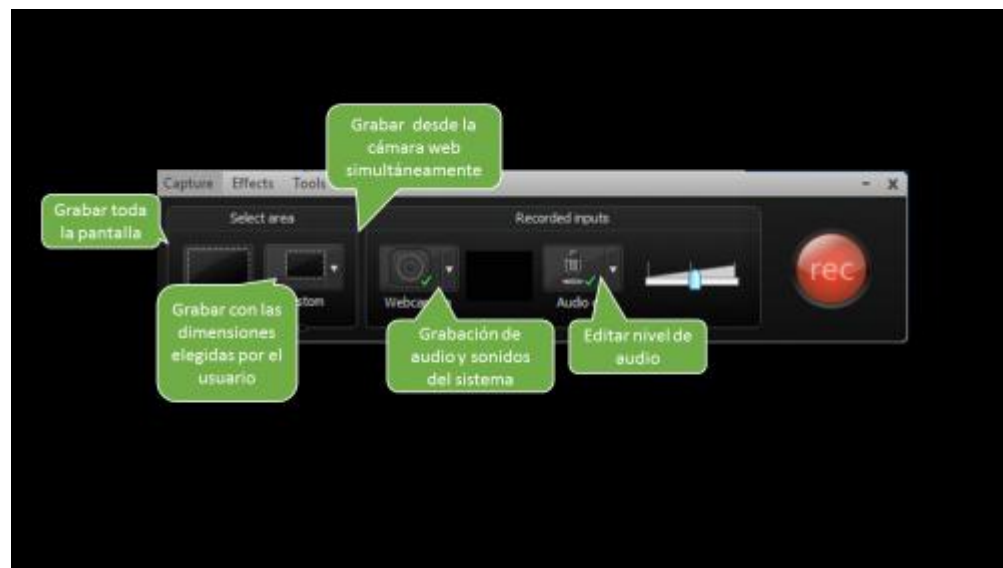 Grabar desde la
cámara web
simultáneamente
Capture Effects Tools
- x
Grabar toda
la pantalla
Select area
Recorded inputs
rec
Grabar con las
dimensiones
elegidas por el
usuario
Grabación de
audio y sonidos
del sistema
Editar nivel de
audio